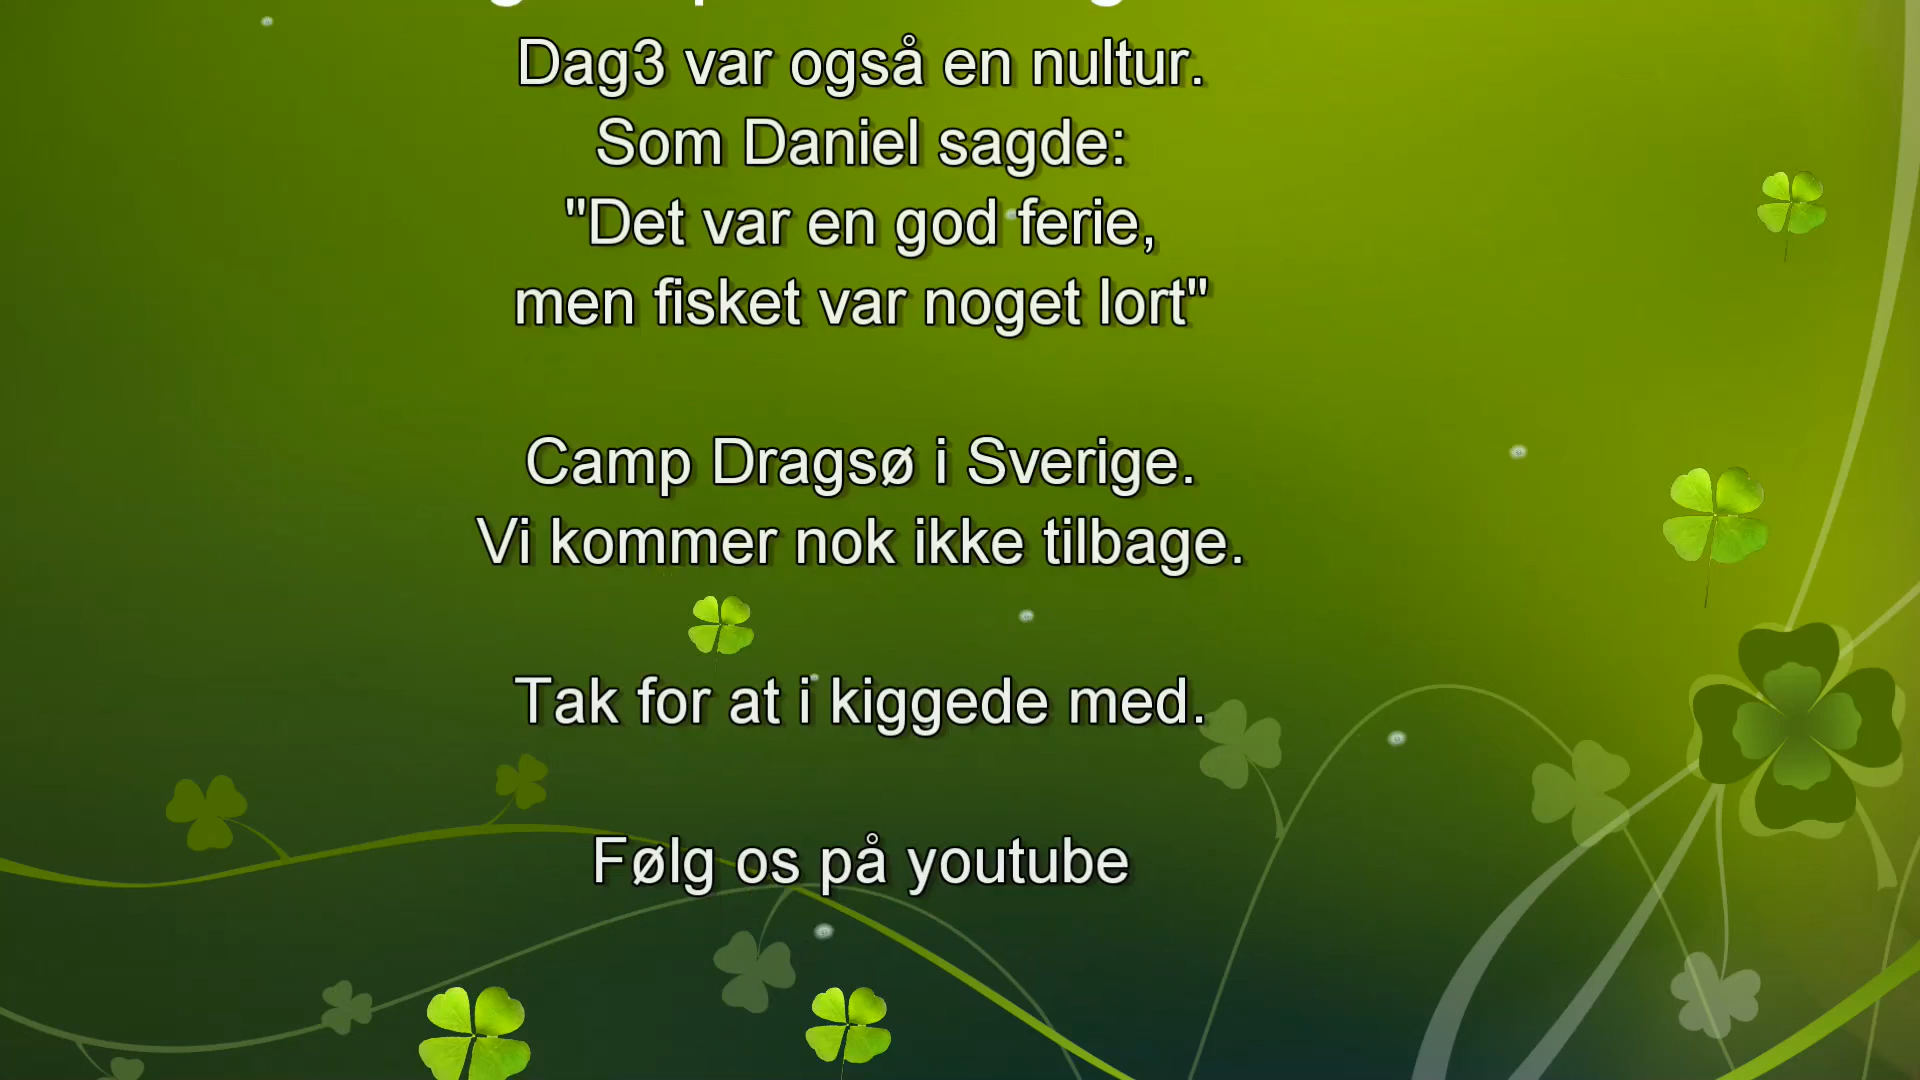 Dag3 var også en nultur.
Som Daniel sagde:
"Det var en god ferie,
men fisket var noget lort"
Camp Dragsø i Sverige.
Vi kommer nok ikke tilbage.
Tak for at i kiggede med.
Følg os på youtube